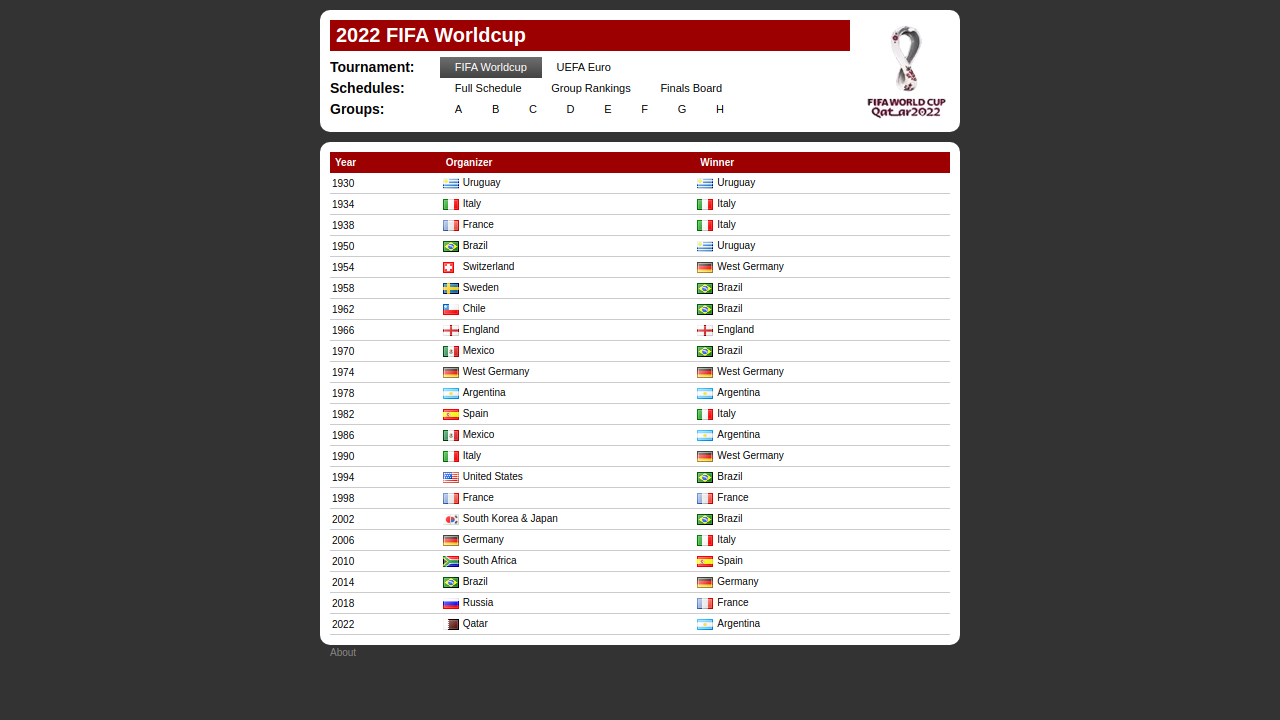 2022 FIFA Worldcup
Tournament: FIFA Worldcup UEFA Euro
Schedules: Full Schedule Group Rankings Finals Board
Groups: A B C D E F G H
FIFA WORLD CUP
Qatar2022
Year Organizer Winner
1930 Uruguay Uruguay
1934 Italy Italy
1938 France Italy
1950 Brazil Uruguay
1954 Switzerland West Germany
1958 Sweden Brazil
1962 Chile Brazil
1966 England England
1970 Mexico Brazil
1974 West Germany West Germany
1978 Argentina Argentina
1982 Spain Italy
1986 Mexico Argentina
1990 Italy West Germany
1994 United States Brazil
1998 France France
2002 South Korea & Japan Brazil
2006 Germany Italy
2010 South Africa Spain
2014 Brazil Germany
2018 Russia France
2022 Qatar Argentina
About